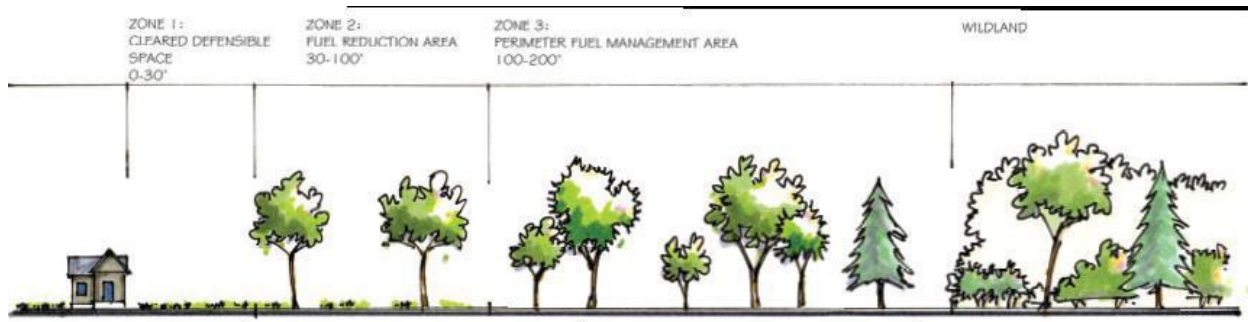 ZONE 1:
CLEARED DEFENSIBLE
SPACE
0-30'
ZONE 2:
FUEL REDUCTION AREA
30-100'
ZONE 3:
PERIMETER FUEL MANAGEMENT AREA
100-200'
WILDLAND